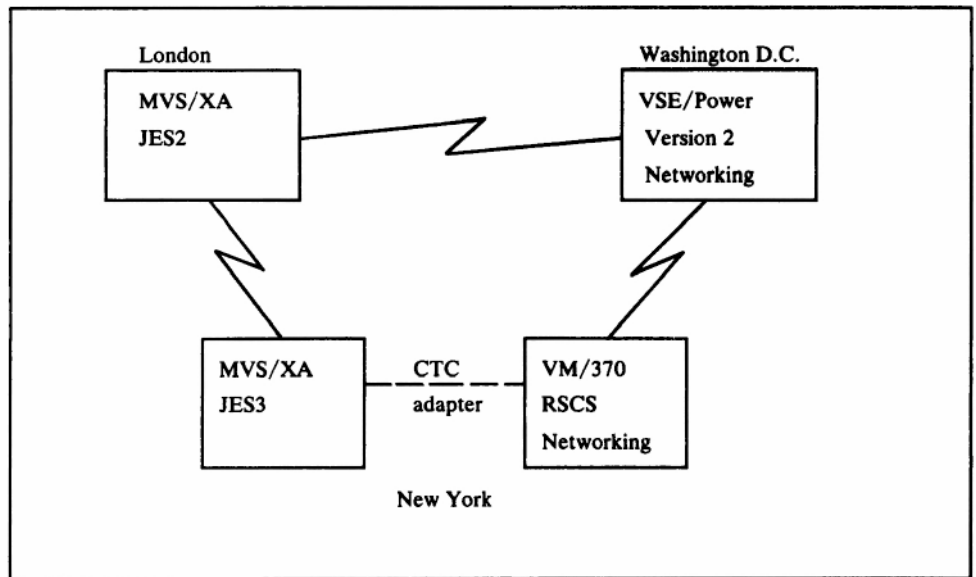 London
MVS/XA
JES2
Washington D.C.
VSE/Power
Version 2
Networking
MVS/XA
JES3
CTC
adapter
VM/370
RSCS
Networking
New York